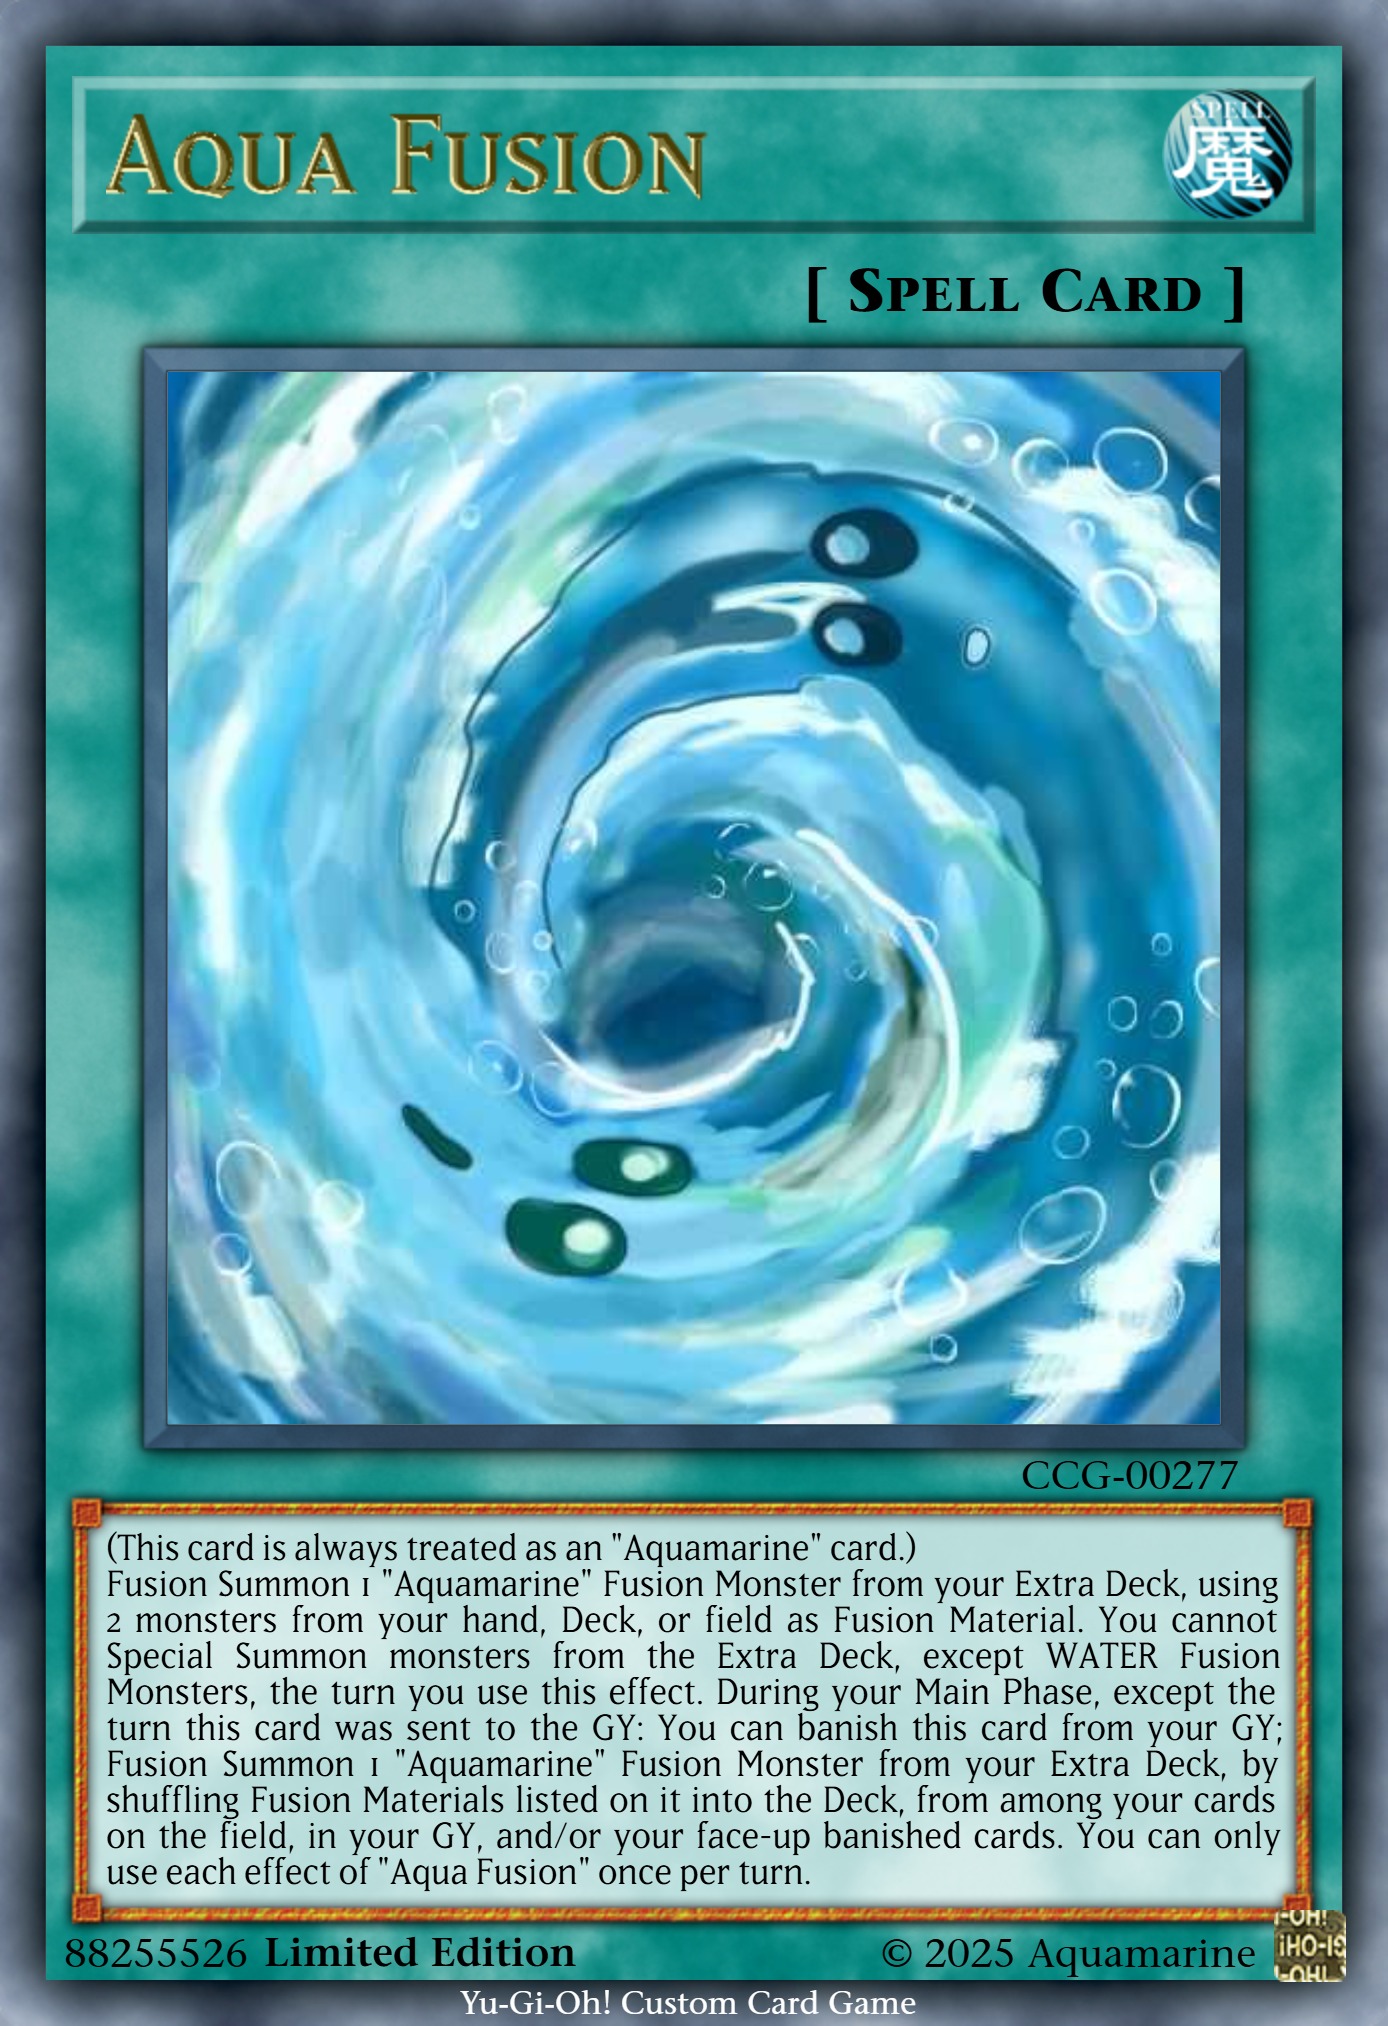 Aqua Fusion
SPELL
魔
[ Spell Card ]
CCG-00277
(This card is always treated as an "Aquamarine" card.)
Fusion Summon 1 "Aquamarine" Fusion Monster from your Extra Deck, using
2 monsters from your hand, Deck, or field as Fusion Material. You cannot
Special Summon monsters from the Extra Deck, except WATER Fusion
Monsters, the turn you use this effect. During your Main Phase, except the
turn this card was sent to the GY: You can banish this card from your GY;
Fusion Summon 1 "Aquamarine" Fusion Monster from your Extra Deck, by
shuffling Fusion Materials listed on it into the Deck, from among your cards
on the field, in your GY, and/or your face-up banished cards. You can only
use each effect of "Aqua Fusion" once per turn.
88255526 Limited Edition
© 2025 Aquamarine
Yu-Gi-Oh! Custom Card Game